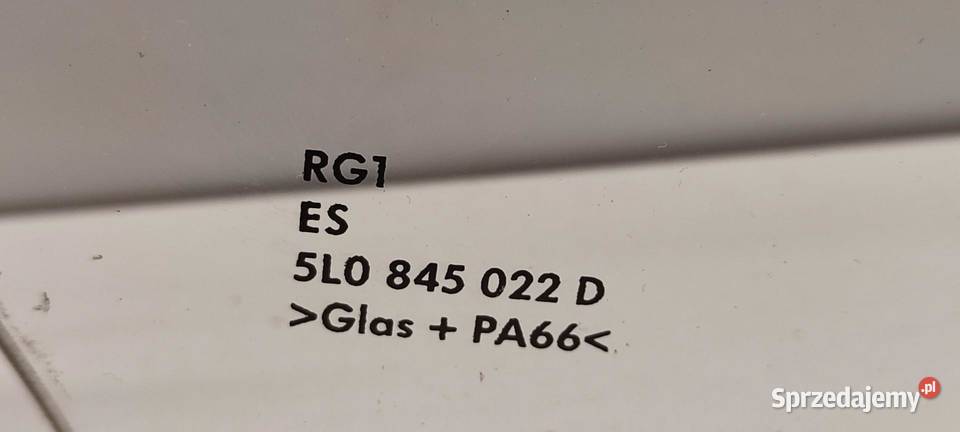 RG1
ES
5L0 845 022 D
>Glas + PA66<
Sprzedajemy.pl